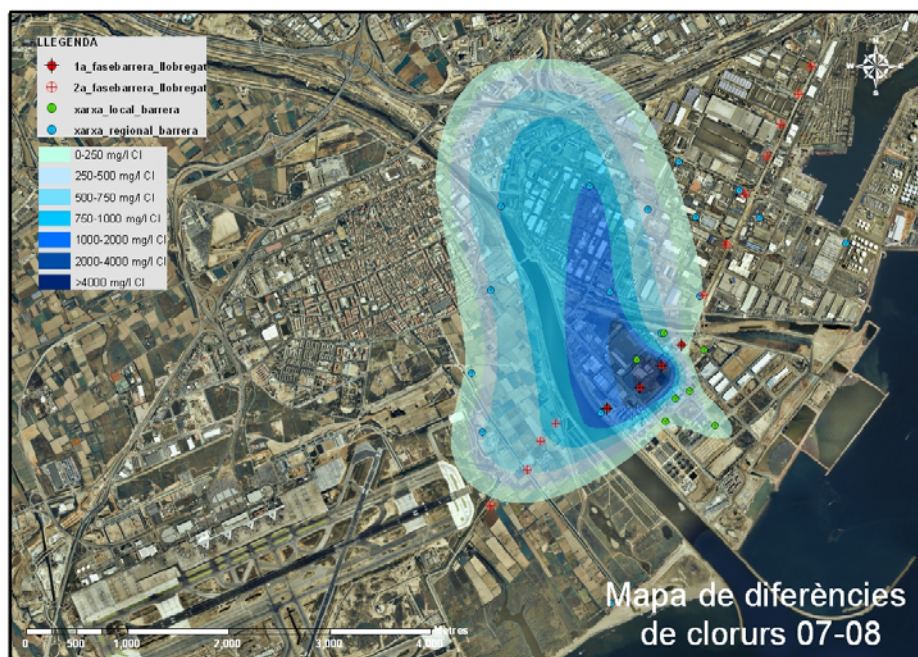 LLEGENDA
1a_fasebarrera_llobregat
2a_fasebarrera_llobregat
xarxa_local_barrera
xarxa_regional_barrera
0-250 mg/l Cl
250-500 mg/l Cl
500-750 mg/l Cl
750-1000 mg/l Cl
1000-2000 mg/l Cl
2000-4000 mg/l Cl
>4000 mg/l Cl
N
W E
S
Mapa de diferències
de clorurs 07-08
0 500 1,000 2,000 3,000 4,000 Metres